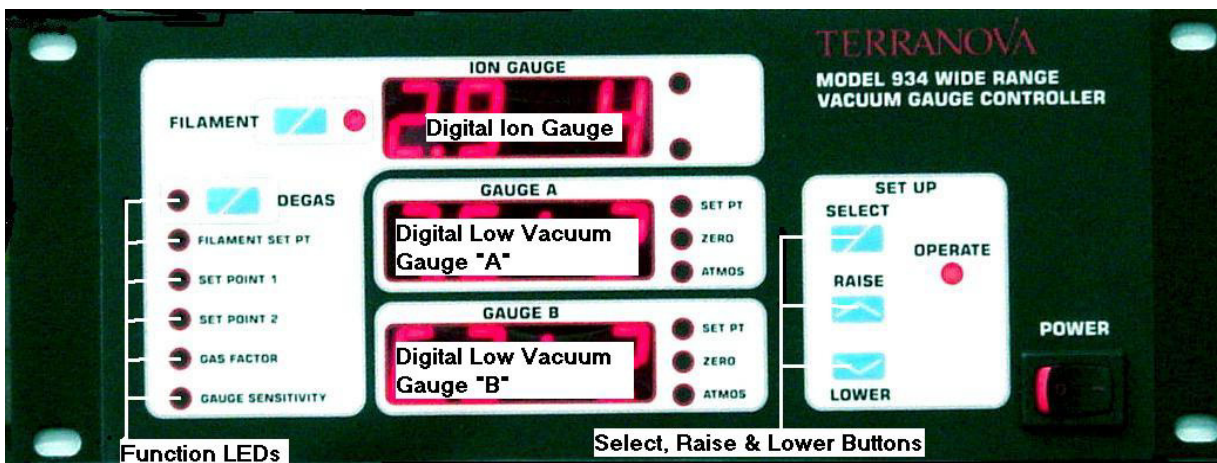 TERRANOVA
MODEL 934 WIDE RANGE
VACUUM GAUGE CONTROLLER
ION GAUGE
FILAMENT
2.9 4
Digital Ion Gauge
DEGAS
FILAMENT SET PT
SET POINT 1
SET POINT 2
GAS FACTOR
GAUGE SENSITIVITY
Function LEDs
GAUGE A
Digital Low Vacuum
Gauge "A"
SET PT
ZERO
ATMOS
GAUGE B
Digital Low Vacuum
Gauge "B"
SET PT
ZERO
ATMOS
SET UP
SELECT
OPERATE
RAISE
LOWER
Select, Raise & Lower Buttons
POWER